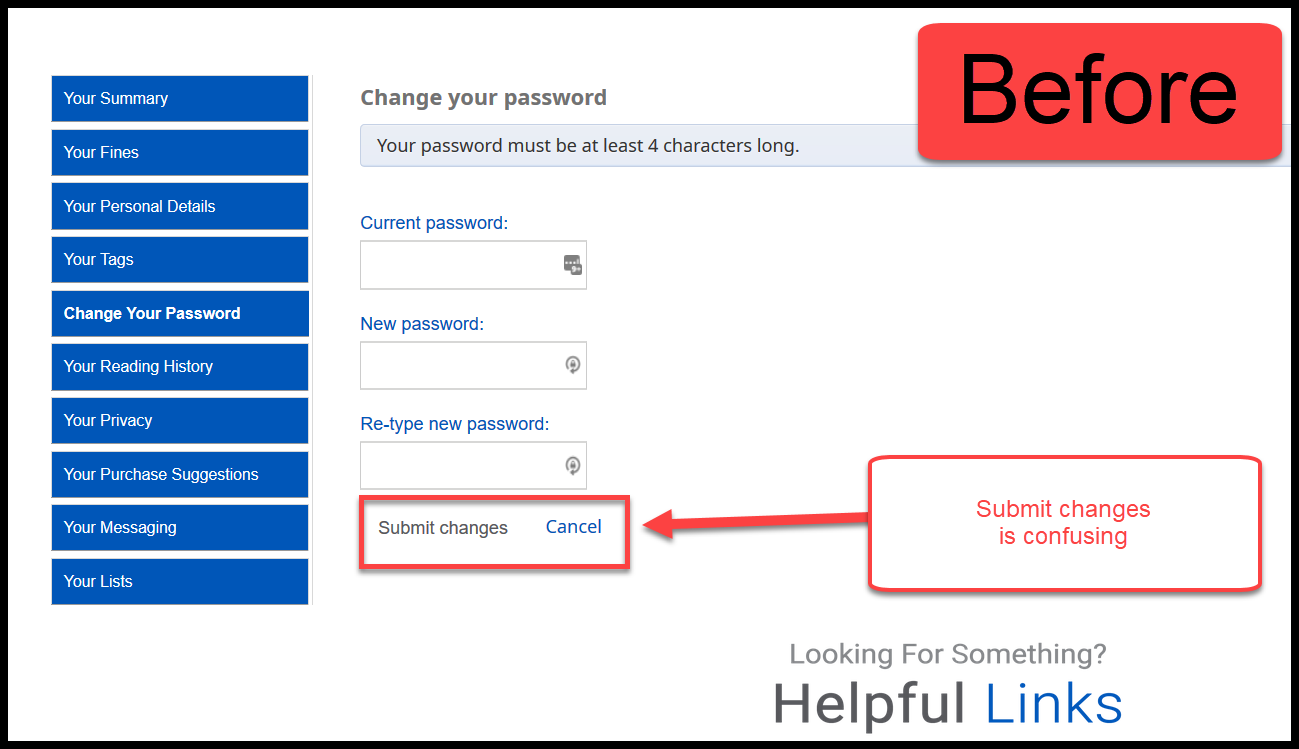 Before
Your Summary
Your Fines
Your Personal Details
Your Tags
Change Your Password
Your Reading History
Your Privacy
Your Purchase Suggestions
Your Messaging
Your Lists
Change your password
Your password must be at least 4 characters long.
Current password:
New password:
Re-type new password:
Submit changes Cancel
Submit changes
is confusing
Looking For Something?
Helpful Links